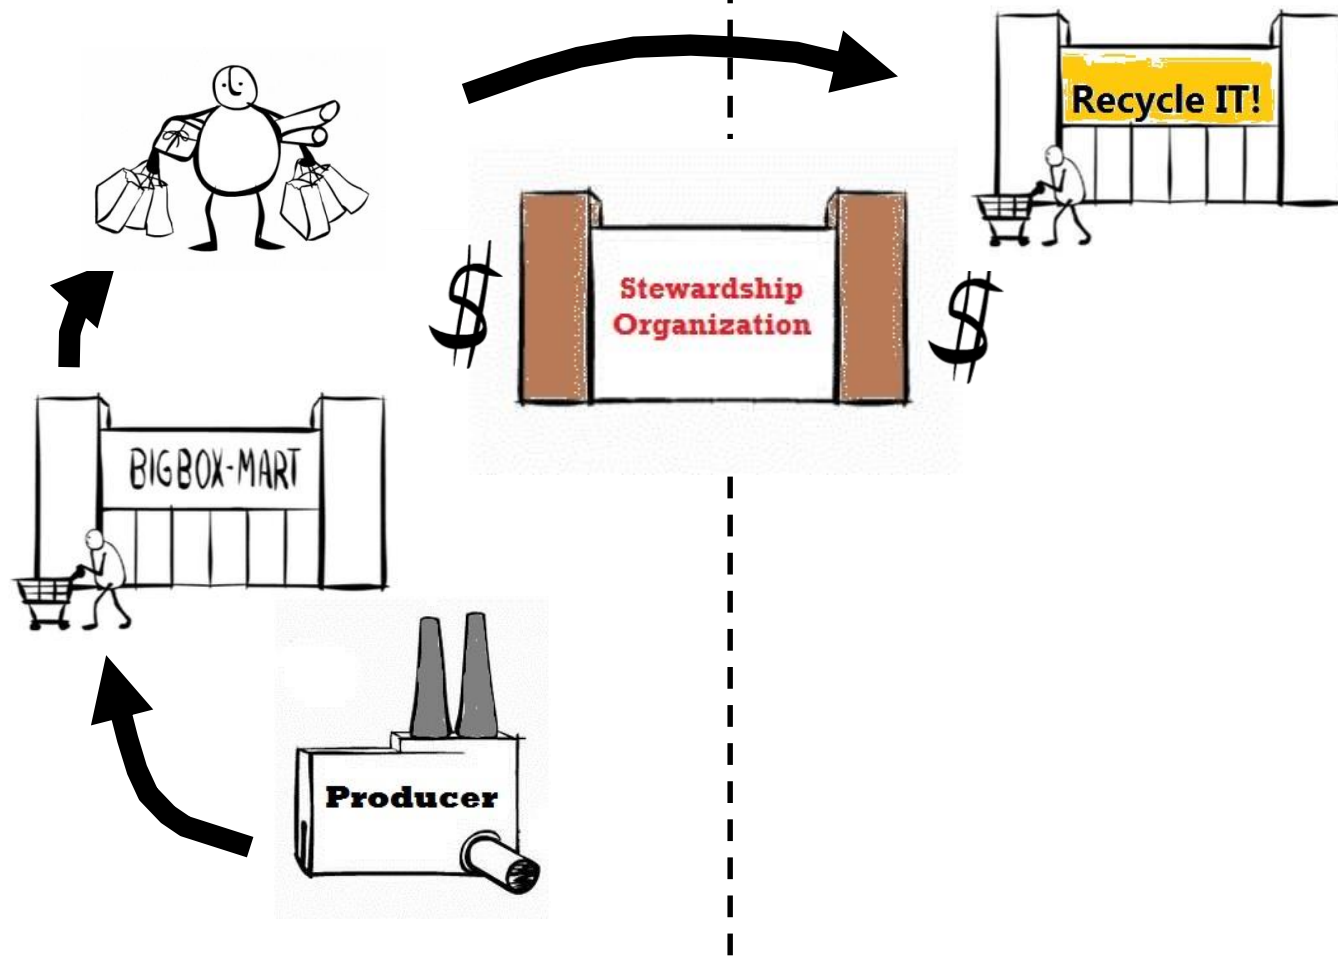 Recycle IT!
Stewardship
Organization
$
$
BIGBOX-MART
Producer